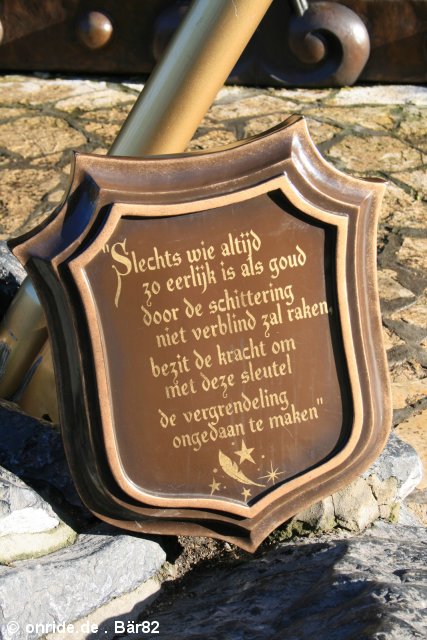 "Slechts wie altijd
zo eerlijk is als goud
door de schittering
niet verblind zal raken,
bezit de kracht om
met deze sleutel
de vergrendeling
ongedaan te maken"
© onride.de . Bär82